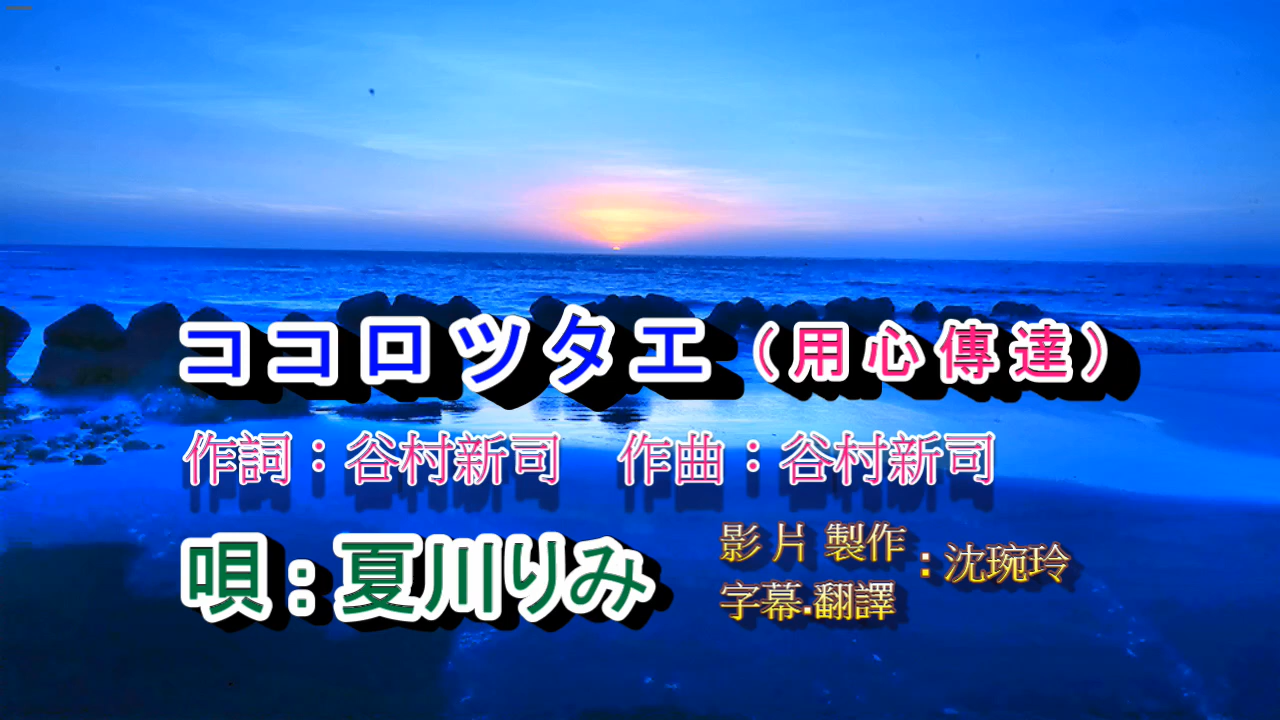 ココロツタエ（用心傳達）
作詞：谷村新司　作曲：谷村新司
唄：夏川りみ
影片 製作
字幕.翻譯
：沈琬玲